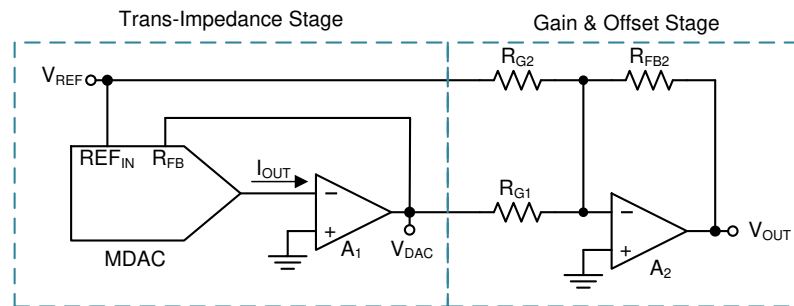 Trans-Impedance Stage
Gain & Offset Stage
VREF
RG2
RFB2
REFIN
RFB
IOUT
RG1
−
+
−
+
A1
VDAC
MDAC
A2
VOUT